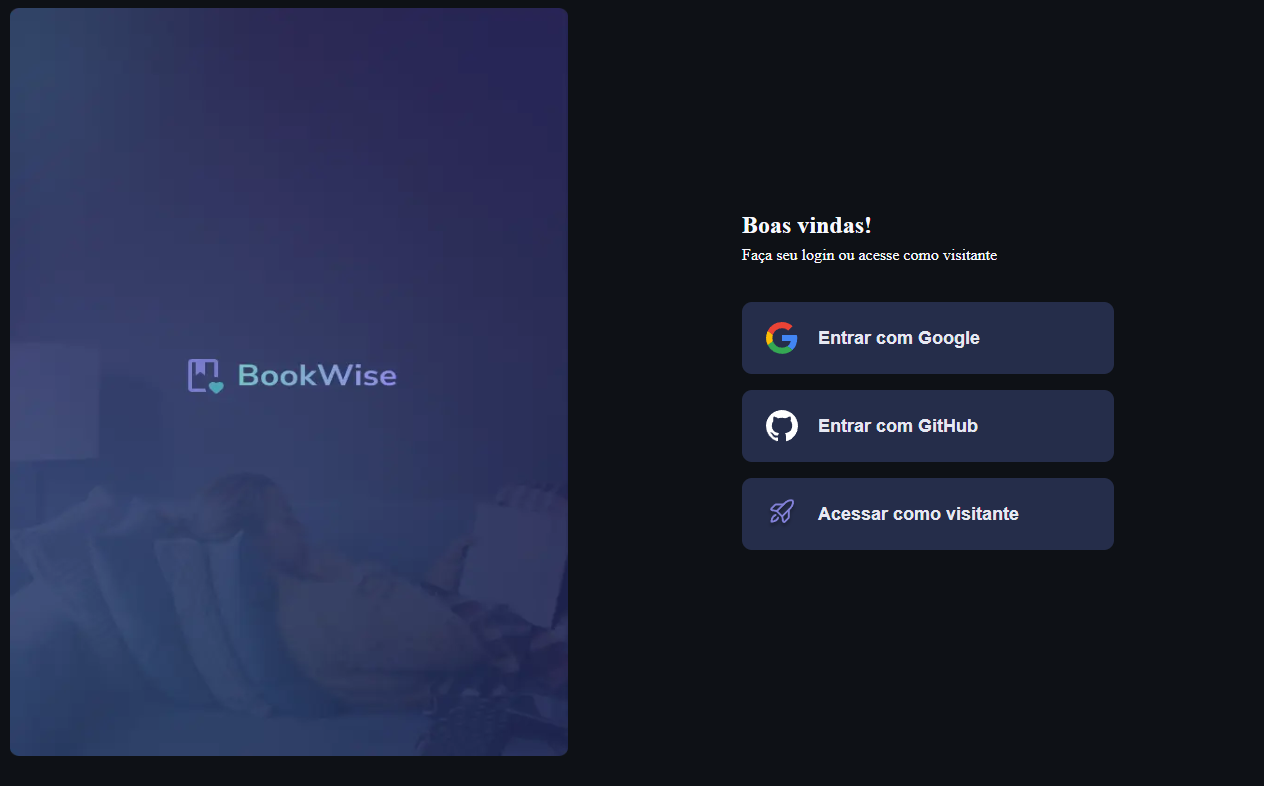 BookWise
Boas vindas!
Faça seu login ou acesse como visitante
Entrar com Google
Entrar com GitHub
Acessar como visitante